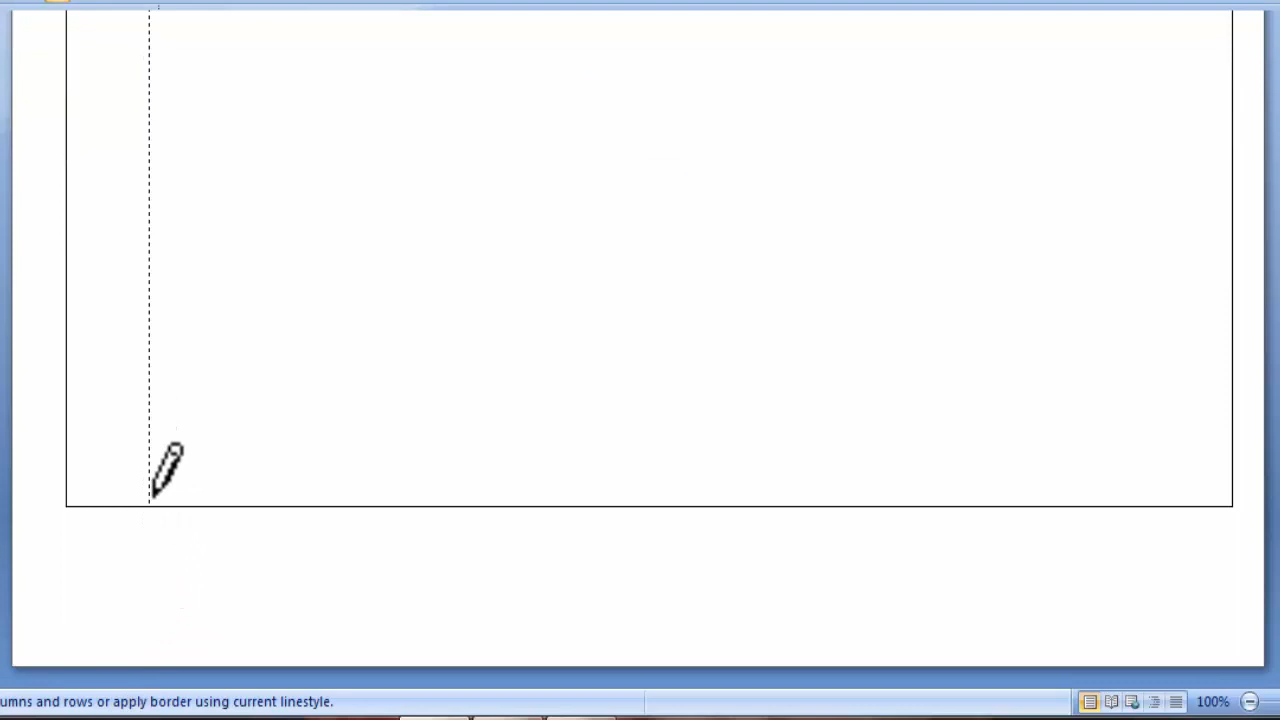 umns and rows or apply border using current linestyle.
100%